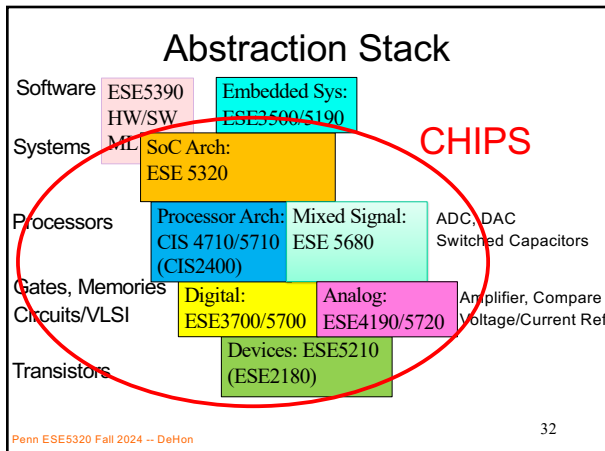 Abstraction Stack
Software
ESE5390
HW/SW
ML
Embedded Sys:
ESE3500/5190
CHIPS
Systems
SoC Arch:
ESE 5320
Processors
Processor Arch:
CIS 4710/5710
(CIS2400)
Mixed Signal:
ESE 5680
ADC, DAC
Switched Capacitors
Gates, Memories
Circuits/VLSI
Digital:
ESE3700/5700
Analog:
ESE4190/5720
Amplifier, Compare
Voltage/Current Ref
Transistors
Devices: ESE5210
(ESE2180)
Penn ESE5320 Fall 2024 -- DeHon
32